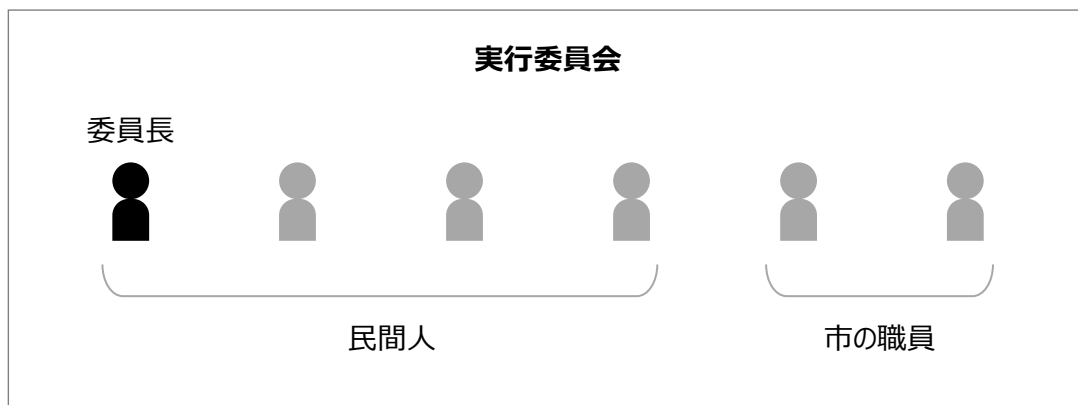 実行委員会
委員長
民間人
市の職員